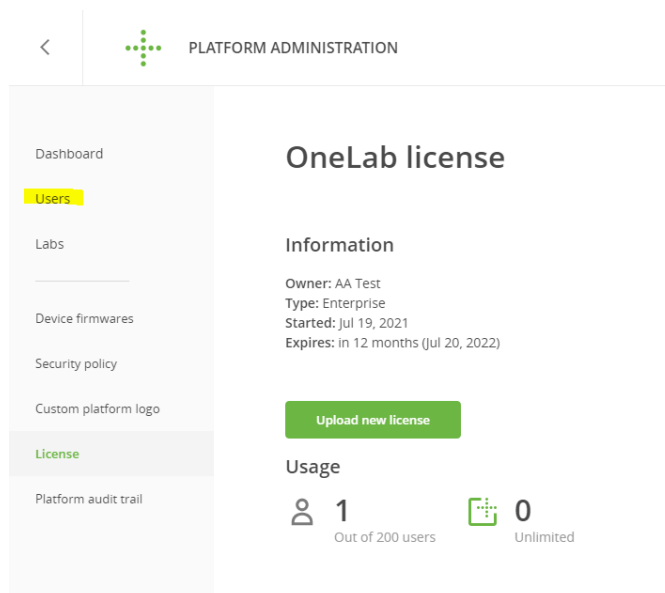 PLATFORM ADMINISTRATION
Dashboard
Users
Labs
Device firmwares
Security policy
Custom platform logo
License
Platform audit trail
OneLab license
Information
Owner: AA Test
Type: Enterprise
Started: Jul 19, 2021
Expires: in 12 months (Jul 20, 2022)
Upload new license
Usage
1
Out of 200 users
0
Unlimited